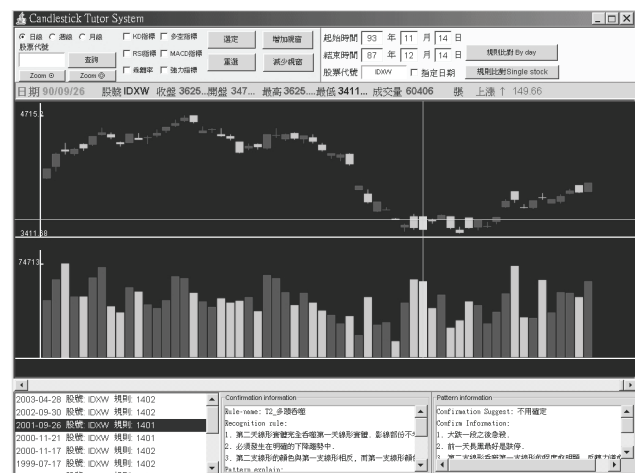 Candlestick Tutor System
日線 週線 月線 KD指標 多空指標 選定 增加視窗 起始時間 93 年 11 月 14 日
股票代號 查詢 RSI指標 MACD指標 結束時間 87 年 12 月 14 日 規則比對 By day
Zoom Zoom 乖離率 強力指標 重選 減少視窗 股票代號 IDXW 指定日期 規則比對Single stock
日期 90/09/26 股號 IDXW 收盤 3625...開盤 347... 最高 3625....最低 3411... 成交量 60406 張 上漲 ↑ 149.66
4715.
3411.68
74713.
2003-04-28 股號: IDXW 規則: 1402
2002-09-30 股號: IDXW 規則: 1402
2001-09-26 股號: IDXW 規則: 1401
2000-11-21 股號: IDXW 規則: 1401
2000-11-17 股號: IDXW 規則: 1402
1999-07-17 股號: IDXW 規則: 1402
Confirmation information
Rule-name: T2_多頭吞噬
Recognition rule:
1. 第二天線形實體完全吞噬第一天線形實體. 影線部份不
2. 必須發生在明確的下降趨勢中.
3. 第二支線形的顏色與第一支線形相反, 而第一支線形顏
Pattern explain:
Pattern information
Confirmation Suggest: 不用確定
Confirm Information:
1. 大跌一段之後急殺.
2. 前一天長黑最好是跌停.